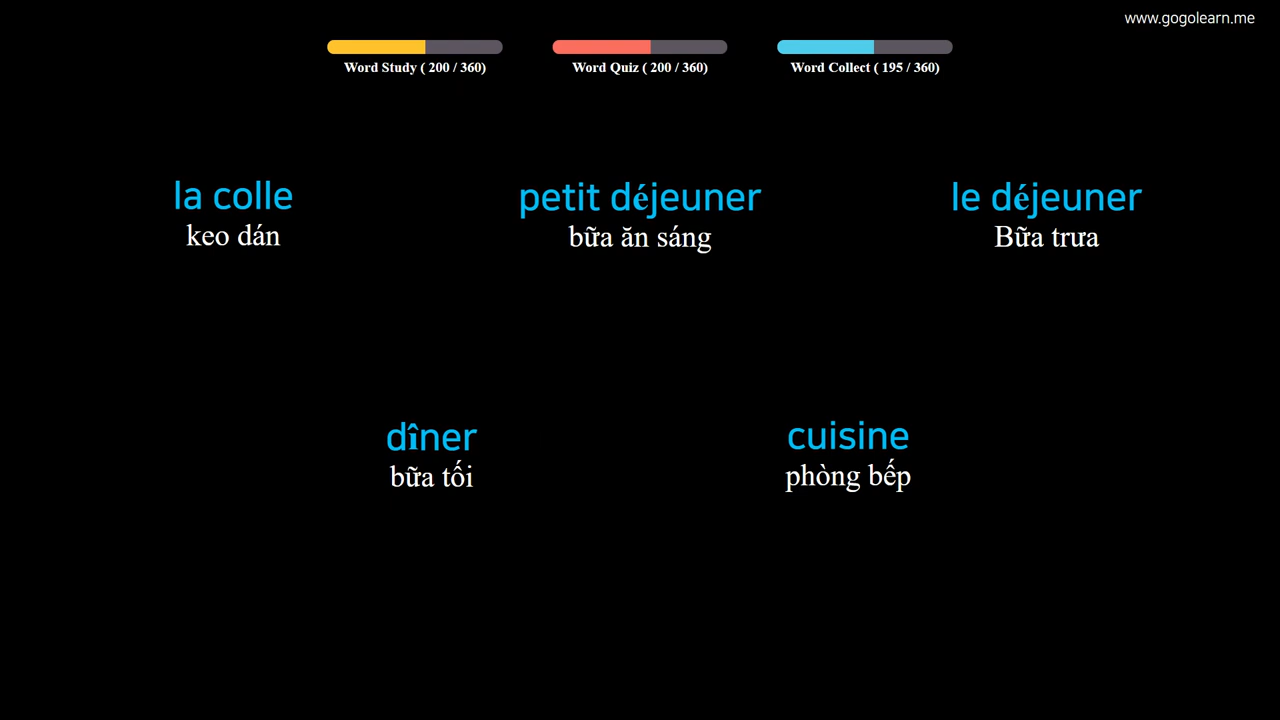 www.gogolearn.me
Word Study ( 200 / 360)
Word Quiz ( 200 / 360)
Word Collect ( 195 / 360)
la colle
keo dán
petit déjeuner
bữa ăn sáng
le déjeuner
Bữa trưa
dîner
bữa tối
cuisine
phòng bếp